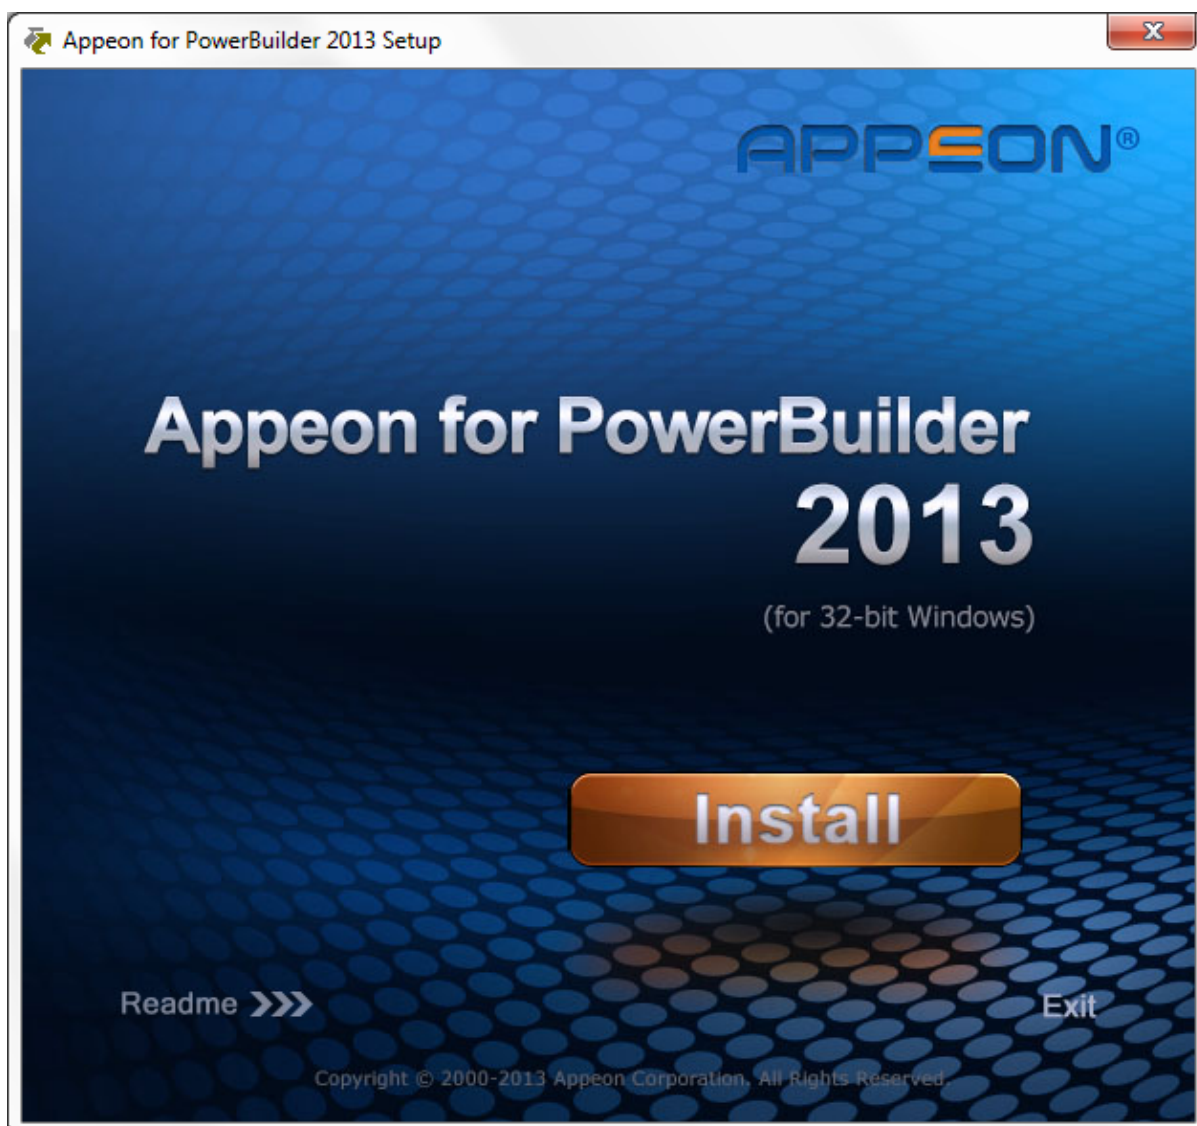 Appeon for PowerBuilder 2013 Setup
APPEON®
Appeon for PowerBuilder
2013
(for 32-bit Windows)
Install
Readme
Exit
Copyright © 2000-2013 Appeon Corporation. All Rights Reserved.